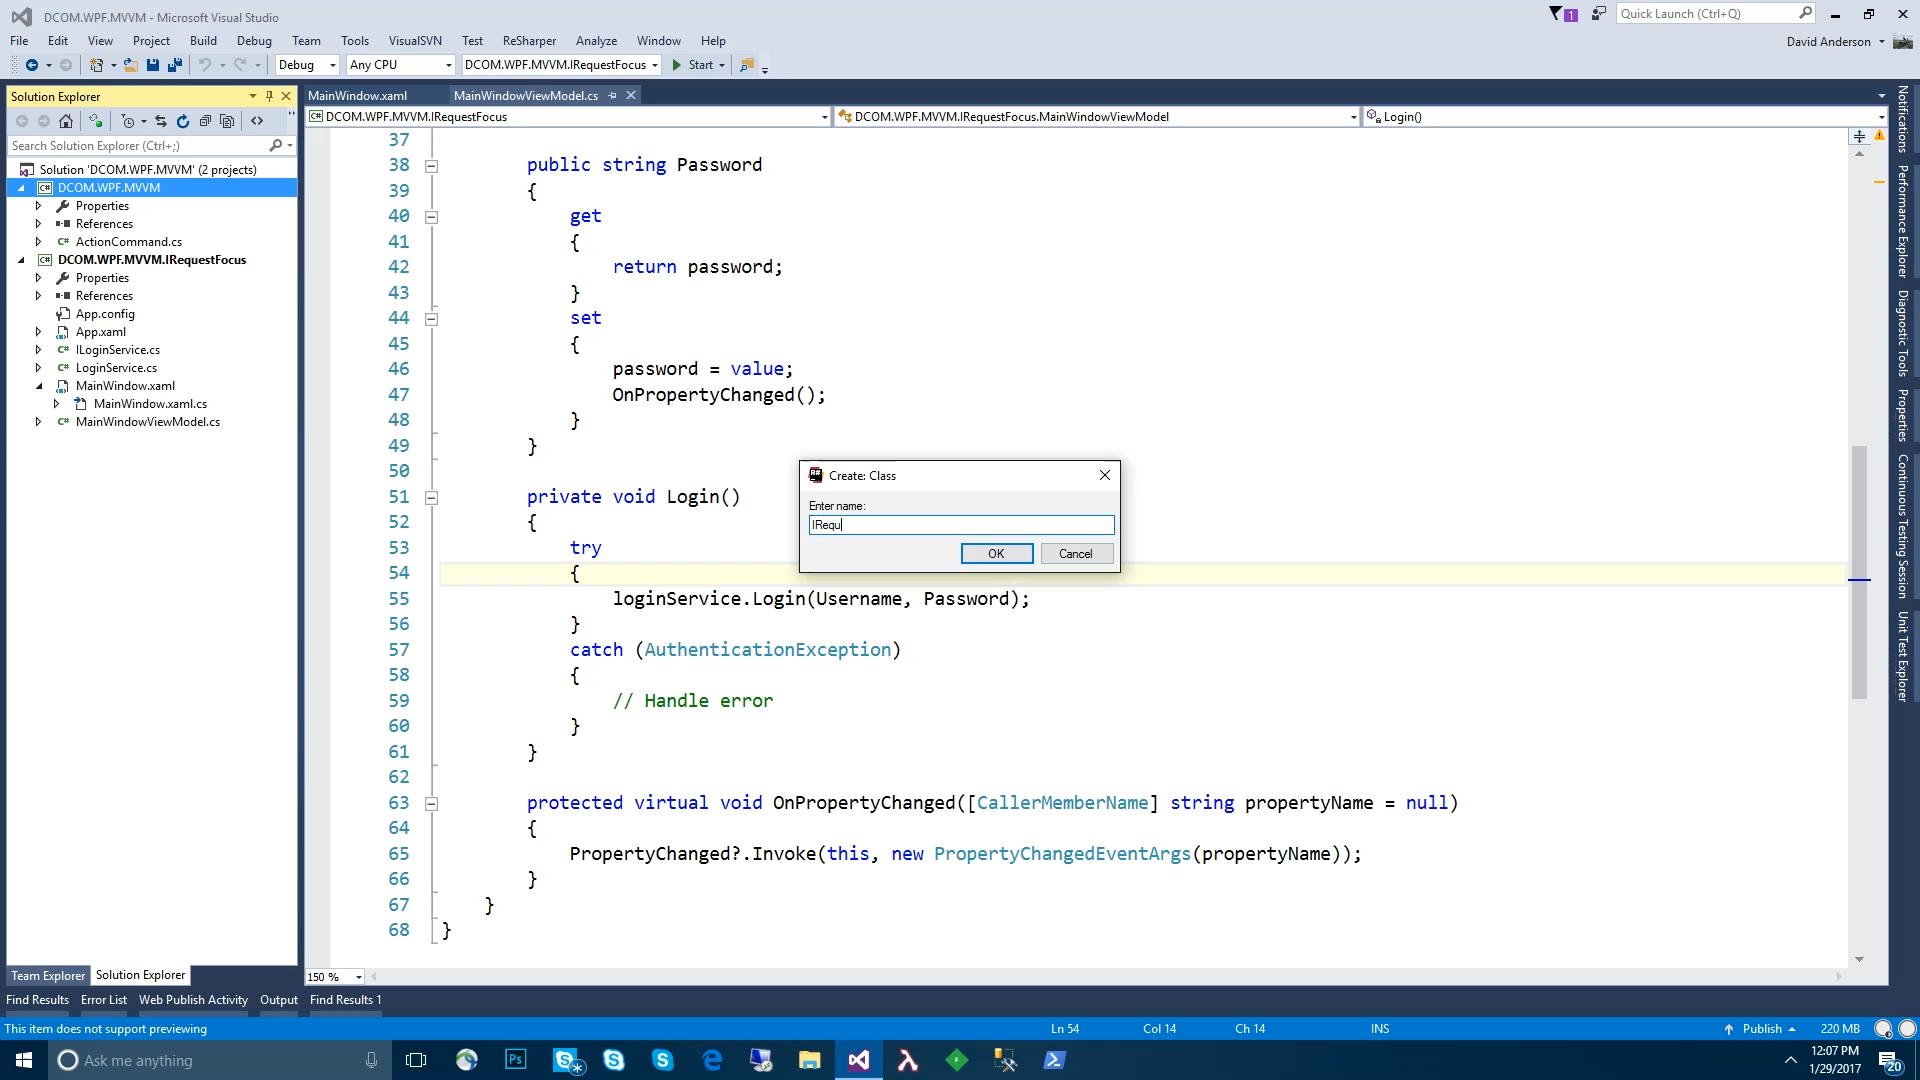 DCOM.WPF.MVVM - Microsoft Visual Studio
1
Quick Launch (Ctrl+Q)
File Edit View Project Build Debug Team Tools VisualSVN Test ReSharper Analyze Window Help
David Anderson
Debug Any CPU DCOM.WPF.MVVM.IRequestFocus Start
Solution Explorer
Search Solution Explorer (Ctrl+;)
Solution 'DCOM.WPF.MVVM' (2 projects)
C# DCOM.WPF.MVVM
Properties
References
C# ActionCommand.cs
C# DCOM.WPF.MVVM.IRequestFocus
Properties
References
App.config
App.xaml
C# ILoginService.cs
C# LoginService.cs
MainWindow.xaml
MainWindow.xaml.cs
C# MainWindowViewModel.cs
Team Explorer Solution Explorer
MainWindow.xaml MainWindowViewModel.cs
C# DCOM.WPF.MVVM.IRequestFocus DCOM.WPF.MVVM.IRequestFocus.MainWindowViewModel Login()
37
38 public string Password
39 {
40 get
41 {
42 return password;
43 }
44 set
45 {
46 password = value;
47 OnPropertyChanged();
48 }
49 }
50
51 private void Login()
52 {
53 try
54 {
55 loginService.Login(Username, Password);
56 }
57 catch (AuthenticationException)
58 {
59 // Handle error
60 }
61 }
62
63 protected virtual void OnPropertyChanged([CallerMemberName] string propertyName = null)
64 {
65 PropertyChanged?.Invoke(this, new PropertyChangedEventArgs(propertyName));
66 }
67 }
68 }
150 %
R# Create: Class
Enter name:
IRequ
OK Cancel
Notifications
Performance Explorer
Diagnostic Tools
Properties
Continuous Testing Session
Unit Test Explorer
Find Results Error List Web Publish Activity Output Find Results 1
This item does not support previewing Ln 54 Col 14 Ch 14 INS Publish 220 MB
Ask me anything
Ps
12:07 PM
1/29/2017
20